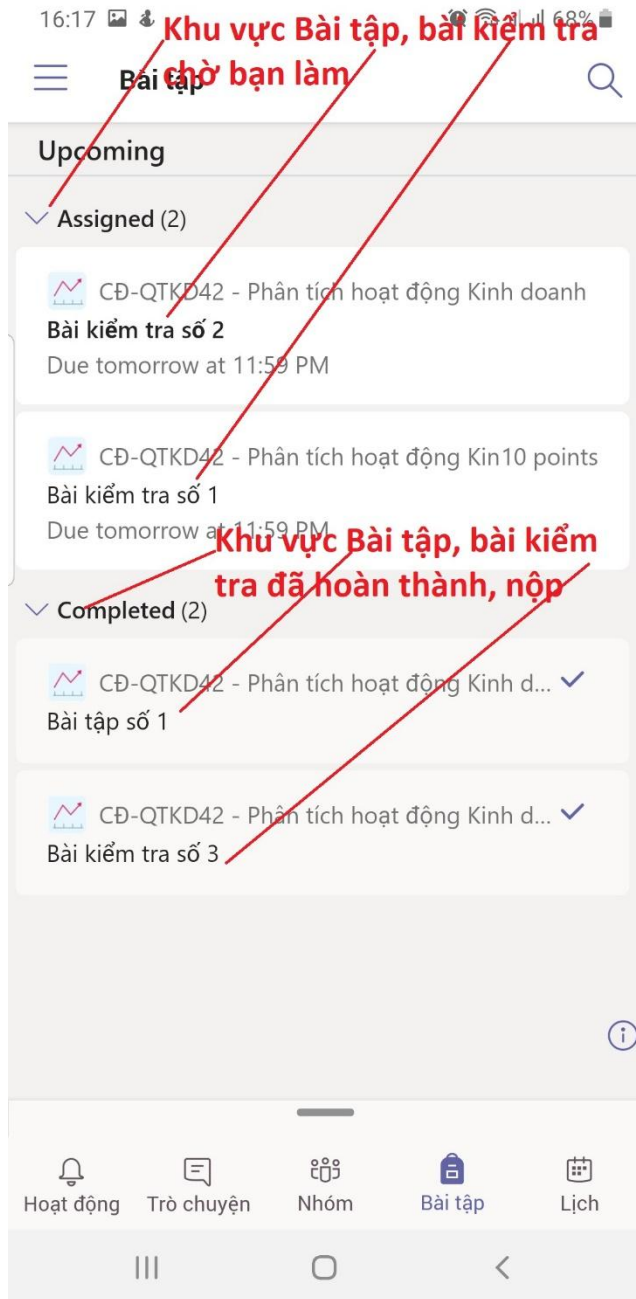 16:17 68%
Khu vực Bài tập, bài kiểm tra
chờ bạn làm
Bài tập
Upcoming
Assigned (2)
CĐ-QTKD42 - Phân tích hoạt động Kinh doanh
Bài kiểm tra số 2
Due tomorrow at 11:59 PM
CĐ-QTKD42 - Phân tích hoạt động Kin10 points
Bài kiểm tra số 1
Due tomorrow at 11:59 PM
Khu vực Bài tập, bài kiểm
tra đã hoàn thành, nộp
Completed (2)
CĐ-QTKD42 - Phân tích hoạt động Kinh d...
Bài tập số 1
CĐ-QTKD42 - Phân tích hoạt động Kinh d...
Bài kiểm tra số 3
Hoạt động Trò chuyện Nhóm Bài tập Lịch